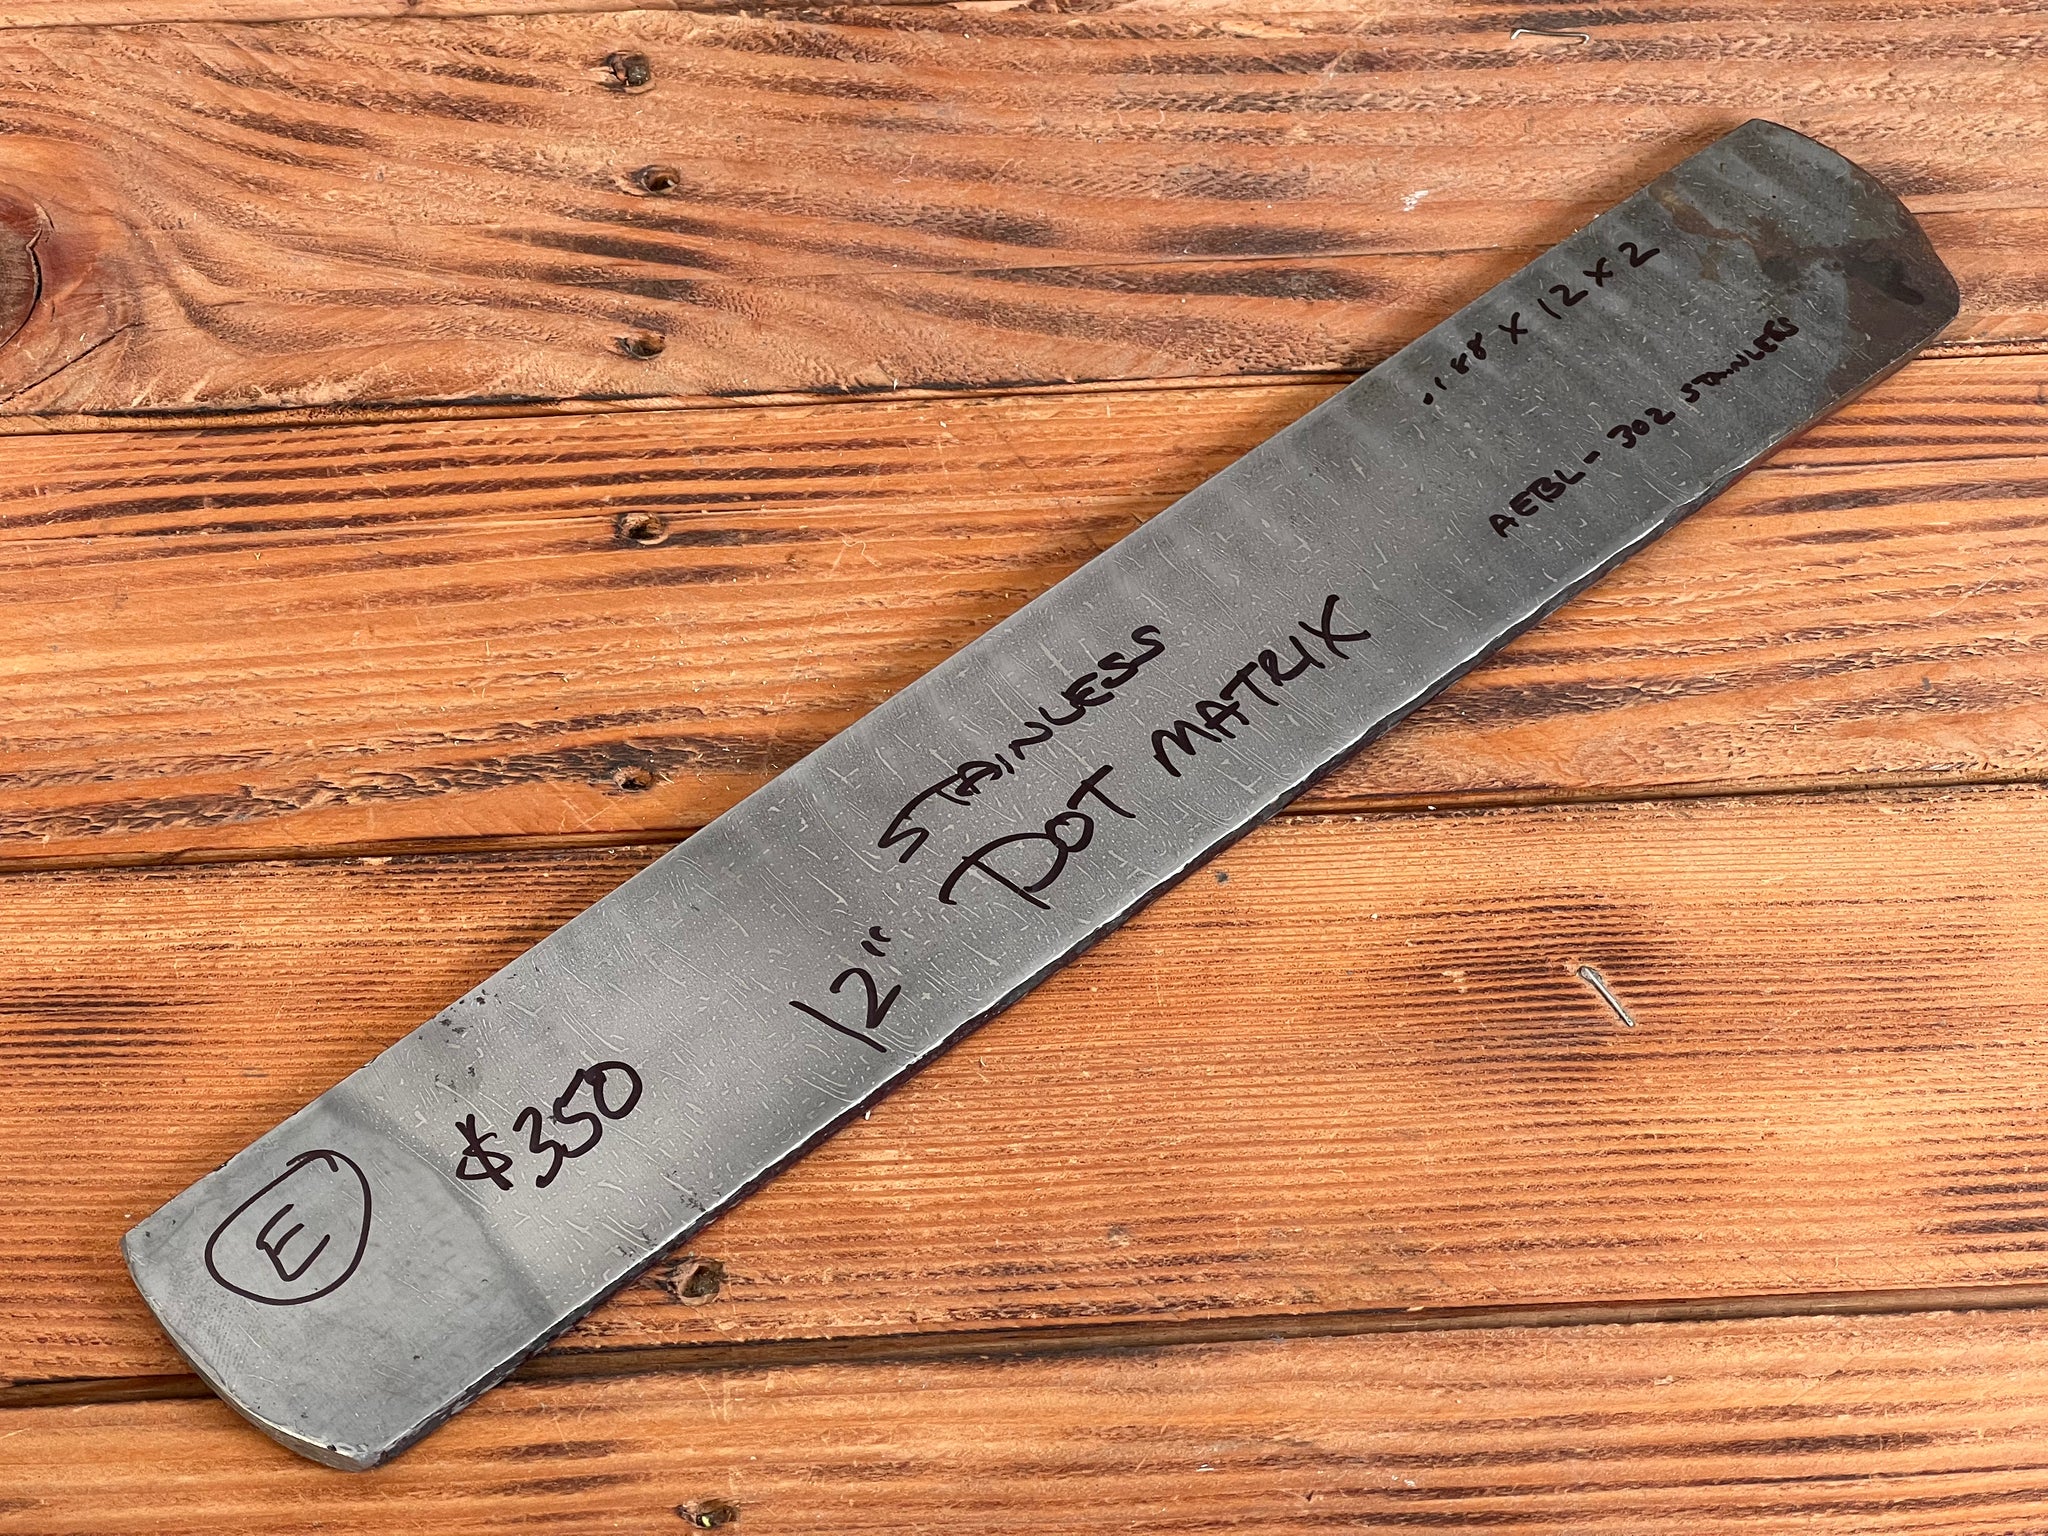 E
$350
STAINLESS
12" DOT MATRIX
.188 X 12 X 2
AEBL - 302 STAINLESS